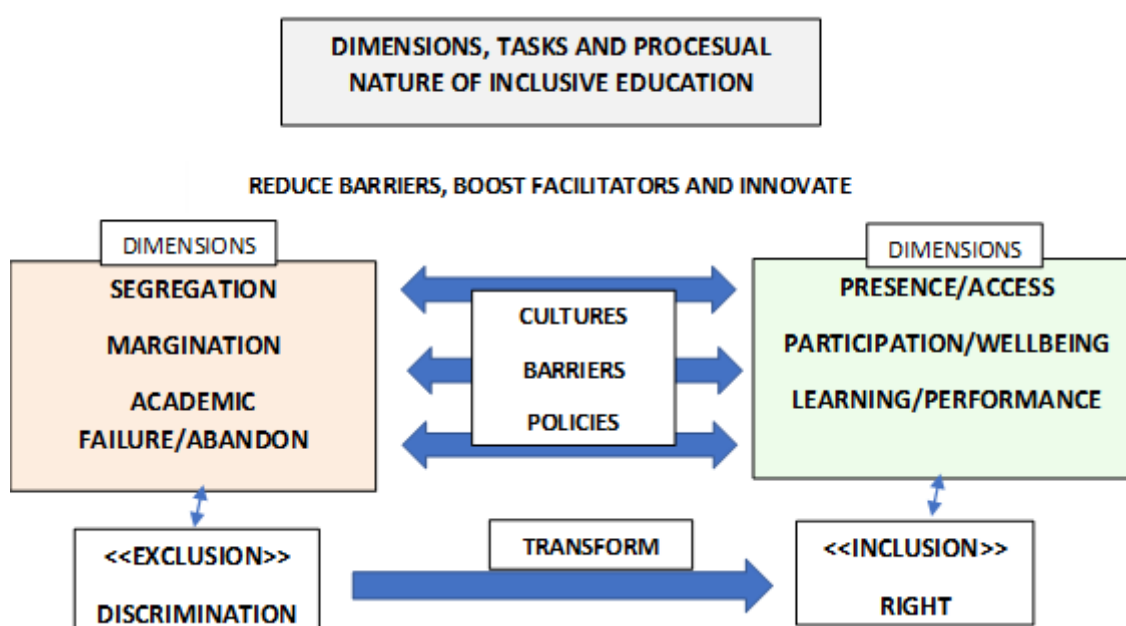 DIMENSIONS, TASKS AND PROCESUAL
NATURE OF INCLUSIVE EDUCATION
REDUCE BARRIERS, BOOST FACILITATORS AND INNOVATE
DIMENSIONS
SEGREGATION
MARGINATION
ACADEMIC
FAILURE/ABANDON
CULTURES
BARRIERS
POLICIES
DIMENSIONS
PRESENCE/ACCESS
PARTICIPATION/WELLBEING
LEARNING/PERFORMANCE
<<EXCLUSION>>
DISCRIMINATION
TRANSFORM
<<INCLUSION>>
RIGHT